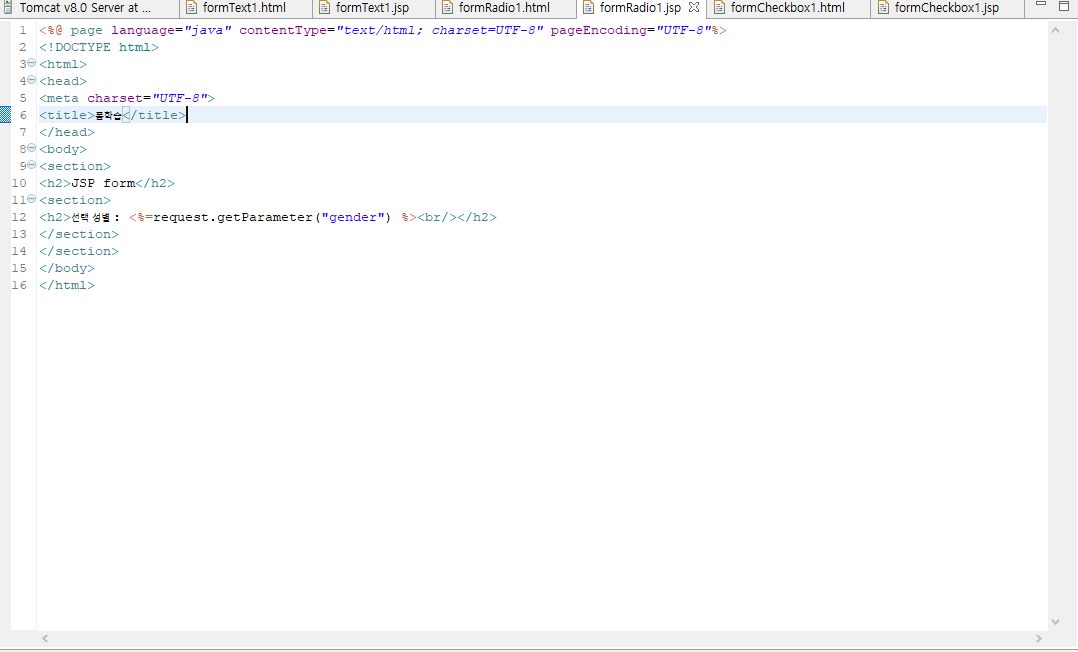 Tomcat v8.0 Server at ... formText1.html formText1.jsp formRadio1.html formRadio1.jsp formCheckbox1.html formCheckbox1.jsp
1 <%@ page language="java" contentType="text/html; charset=UTF-8" pageEncoding="UTF-8"%>
2 <!DOCTYPE html>
3 <html>
4 <head>
5 <meta charset="UTF-8">
6 <title>폼학습</title>
7 </head>
8 <body>
9 <section>
10 <h2>JSP form</h2>
11 <section>
12 <h2>선택 성별 : <%=request.getParameter("gender") %><br/></h2>
13 </section>
14 </section>
15 </body>
16 </html>